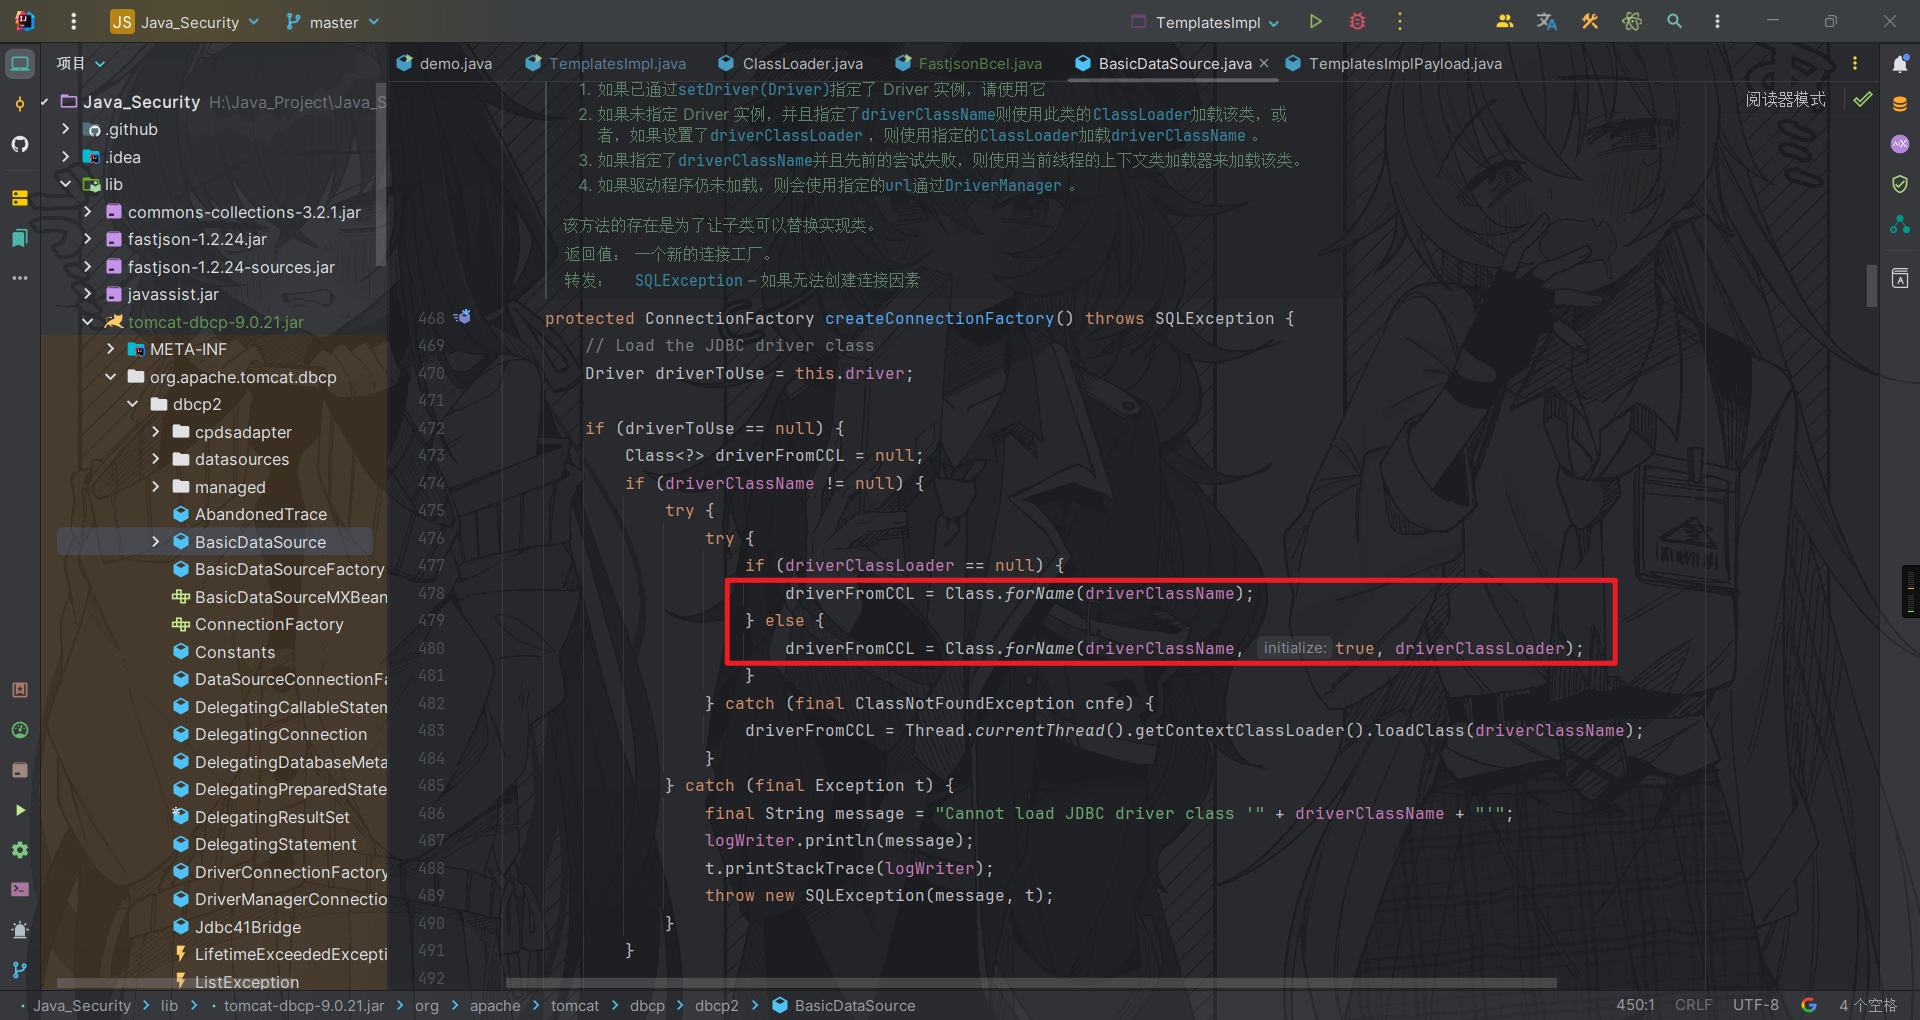 JS Java_Security master TemplatesImpl
项目
demo.java TemplatesImpl.java ClassLoader.java FastjsonBcel.java BasicDataSource.java TemplatesImplPayload.java
阅读器模式
Java_Security H:\Java_Project\Java_S
.github
.idea
lib
commons-collections-3.2.1.jar
fastjson-1.2.24.jar
fastjson-1.2.24-sources.jar
javassist.jar
tomcat-dbcp-9.0.21.jar
META-INF
org.apache.tomcat.dbcp
dbcp2
cpdsadapter
datasources
managed
AbandonedTrace
BasicDataSource
BasicDataSourceFactory
BasicDataSourceMXBean
ConnectionFactory
Constants
DataSourceConnectionFa
DelegatingCallableStatem
DelegatingConnection
DelegatingDatabaseMeta
DelegatingPreparedState
DelegatingResultSet
DelegatingStatement
DriverConnectionFactory
DriverManagerConnectio
Jdbc41Bridge
LifetimeExceededExcepti
ListException
1. 如果已通过setDriver(Driver)指定了 Driver 实例，请使用它
2. 如果未指定 Driver 实例，并且指定了driverClassName则使用此类的ClassLoader加载该类，或
者，如果设置了driverClassLoader ，则使用指定的ClassLoader加载driverClassName 。
3. 如果指定了driverClassName并且先前的尝试失败，则使用当前线程的上下文类加载器来加载该类。
4. 如果驱动程序仍未加载，则会使用指定的url通过DriverManager 。
该方法的存在是为了让子类可以替换实现类。
返回值： 一个新的连接工厂。
转发： SQLException – 如果无法创建连接因素
468 protected ConnectionFactory createConnectionFactory() throws SQLException {
469 // Load the JDBC driver class
470 Driver driverToUse = this.driver;
471
472 if (driverToUse == null) {
473 Class<?> driverFromCCL = null;
474 if (driverClassName != null) {
475 try {
476 try {
477 if (driverClassLoader == null) {
478 driverFromCCL = Class.forName(driverClassName);
479 } else {
480 driverFromCCL = Class.forName(driverClassName, initialize: true, driverClassLoader);
481 }
482 } catch (final ClassNotFoundException cnfe) {
483 driverFromCCL = Thread.currentThread().getContextClassLoader().loadClass(driverClassName);
484 }
485 } catch (final Exception t) {
486 final String message = "Cannot load JDBC driver class '" + driverClassName + "'";
487 logWriter.println(message);
488 t.printStackTrace(logWriter);
489 throw new SQLException(message, t);
490 }
491 }
492
Java_Security lib tomcat-dbcp-9.0.21.jar org apache tomcat dbcp dbcp2 BasicDataSource 450:1 CRLF UTF-8 4 个空格